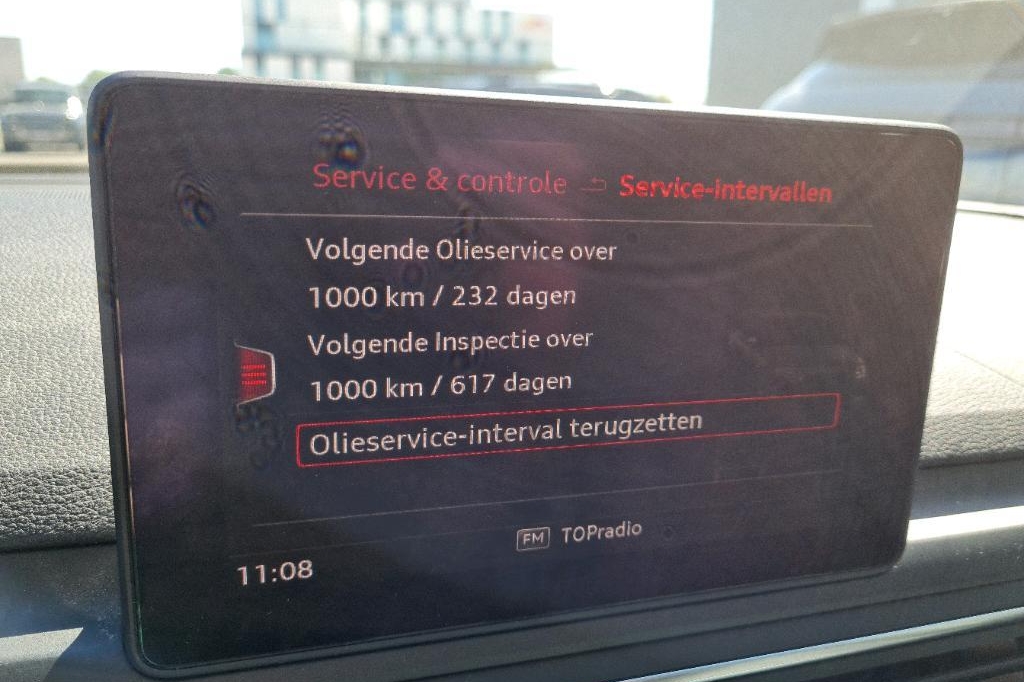 Service & controle Service-intervallen
Volgende Olieservice over
1000 km / 232 dagen
Volgende Inspectie over
1000 km / 617 dagen
Olieservice-interval terugzetten
FM TOPradio
11:08